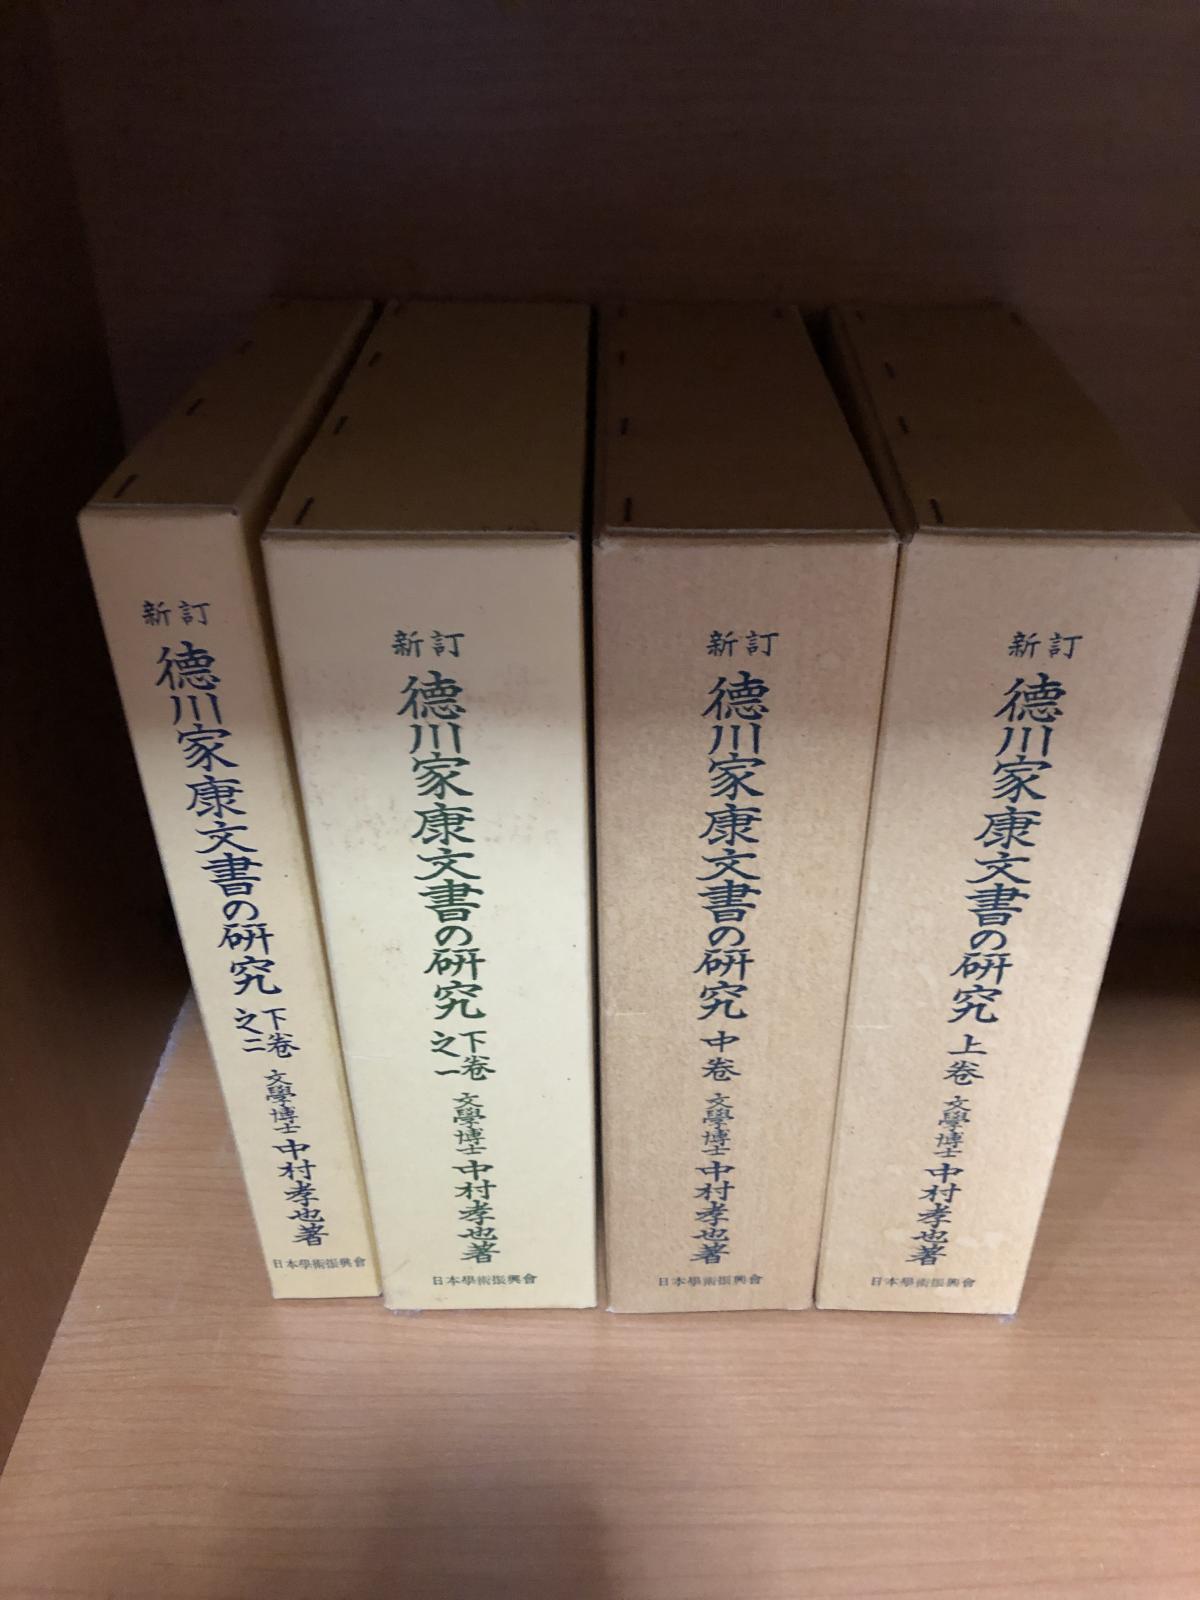 新訂
徳川家康文書の研究 上卷
文學博士 中村孝也著
日本學術振興會
新訂
徳川家康文書の研究 中卷
文學博士 中村孝也著
日本學術振興會
新訂
徳川家康文書の研究 下卷之一
文學博士 中村孝也著
日本學術振興會
新訂
徳川家康文書の研究 下卷之二
文學博士 中村孝也著
日本學術振興會